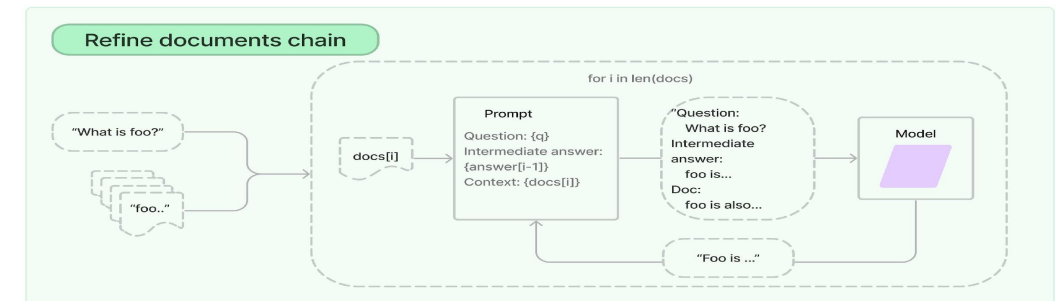 Refine documents chain
for i in len(docs)
“What is foo?”
“foo..”
docs[i]
Prompt
Question: {q}
Intermediate answer:
{answer[i-1]}
Context: {docs[i]}
“Question:
What is foo?
Intermediate
answer:
foo is...
Doc:
foo is also...
Model
“Foo is ...”